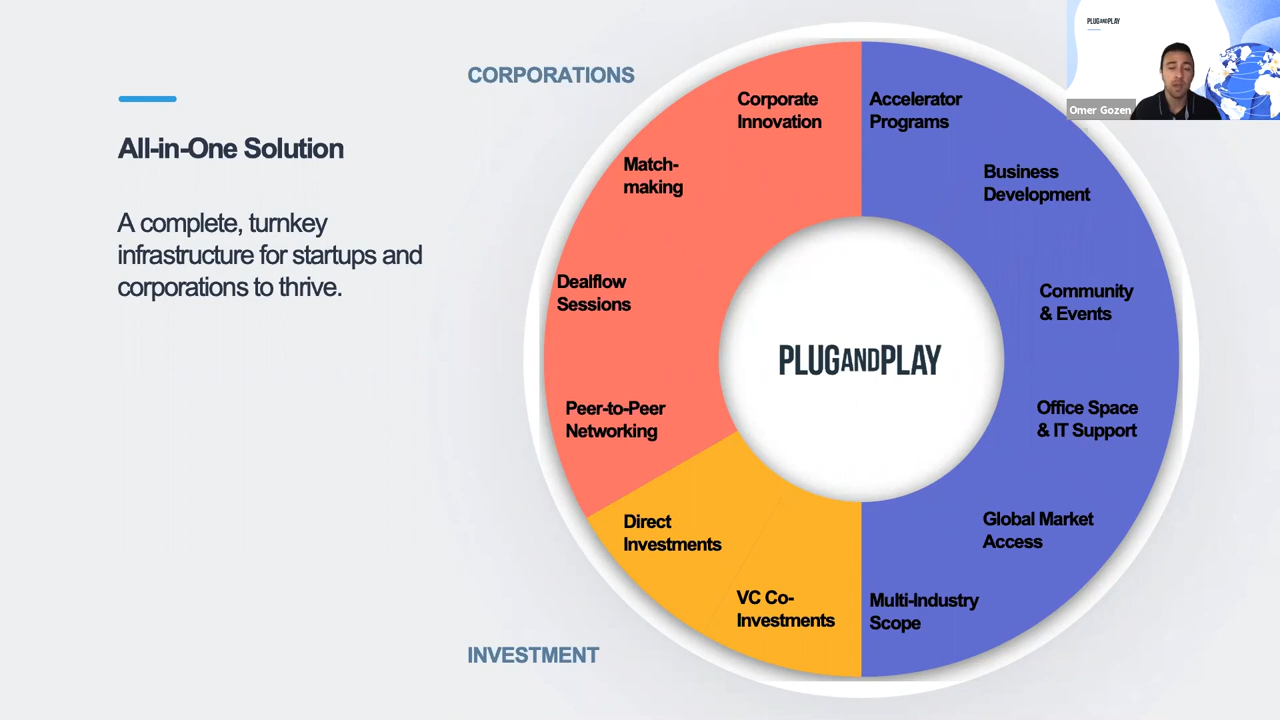 All-in-One Solution
A complete, turnkey
infrastructure for startups and
corporations to thrive.
CORPORATIONS
INVESTMENT
Corporate
Innovation
Match-
making
Dealflow
Sessions
Peer-to-Peer
Networking
Direct
Investments
VC Co-
Investments
Accelerator
Programs
Business
Development
Community
& Events
Office Space
& IT Support
Global Market
Access
Multi-Industry
Scope
PLUGANDPLAY
PLUGANDPLAY
Omer Gozen